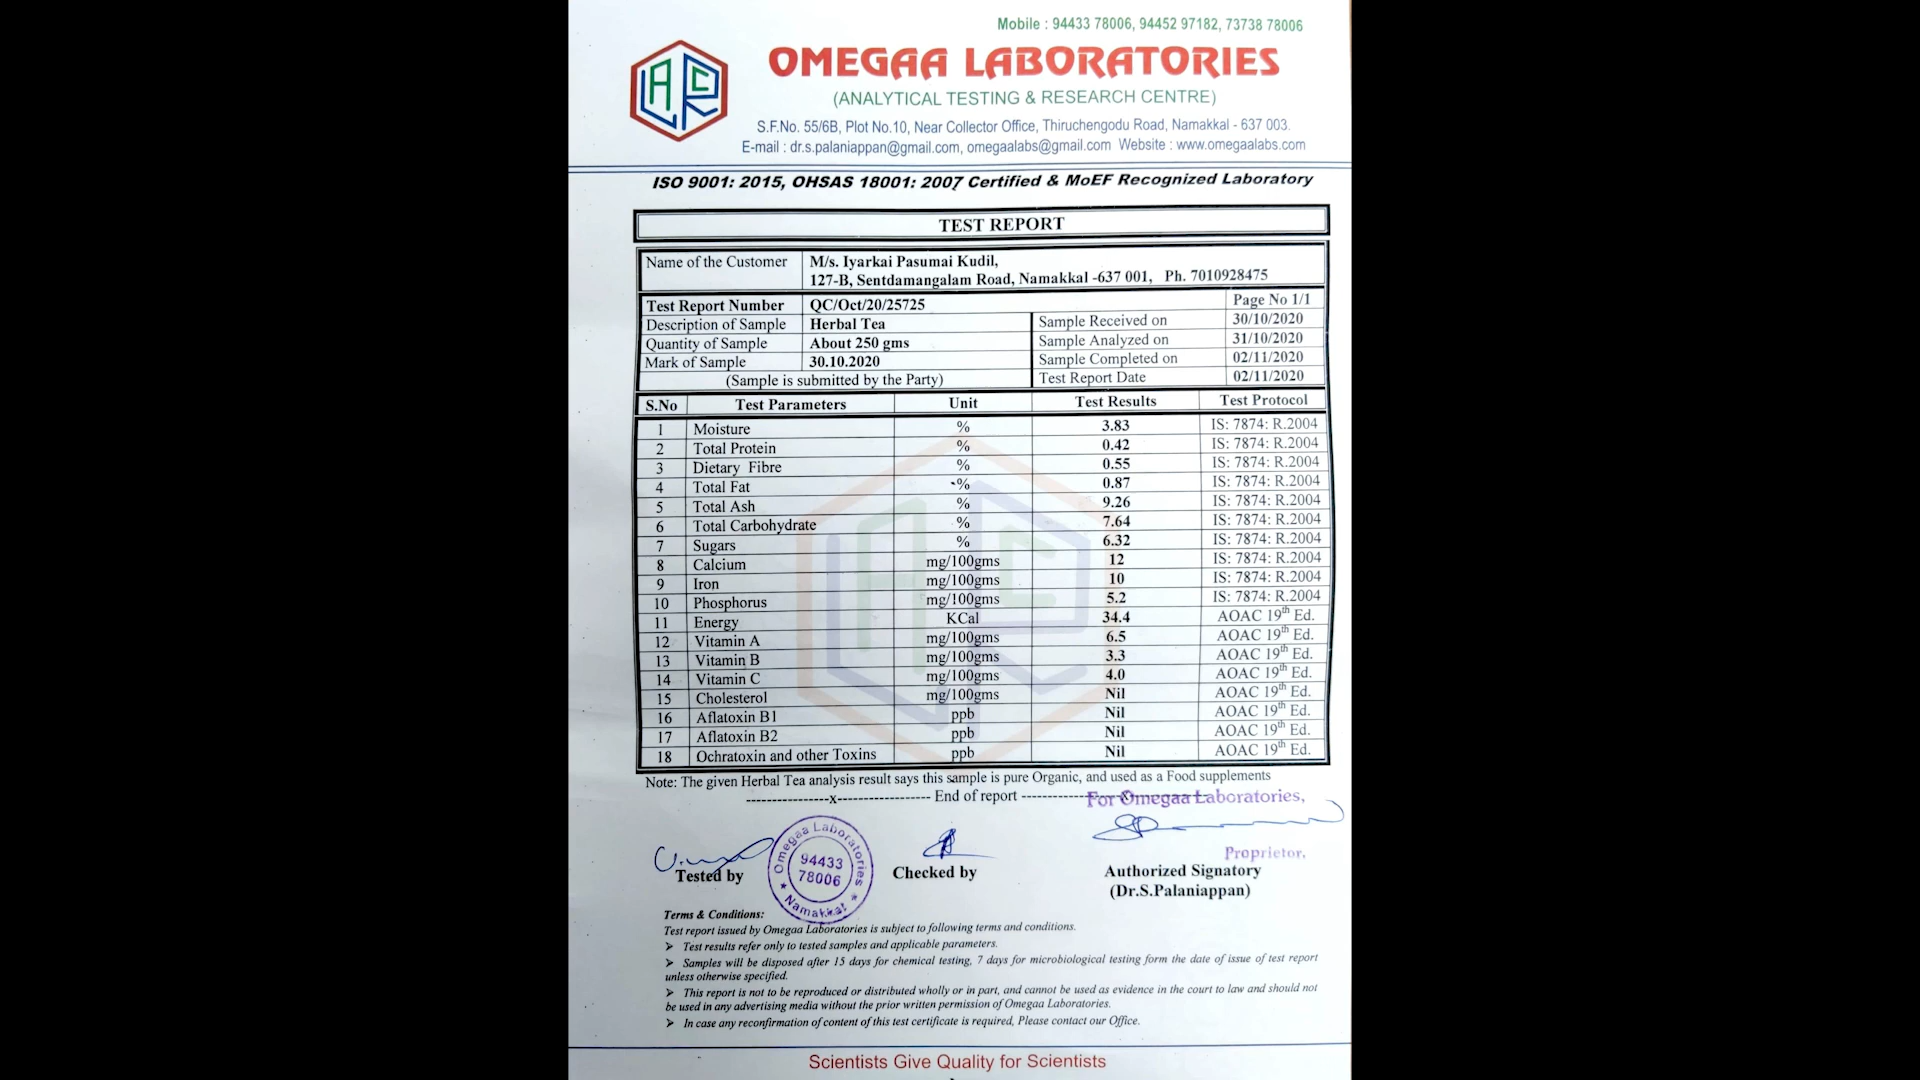 Mobile : 94433 78006, 94452 97182, 73738 78006
OMEGAA LABORATORIES
(ANALYTICAL TESTING & RESEARCH CENTRE)
S.F.No. 55/6B, Plot No.10, Near Collector Office, Thiruchengodu Road, Namakkal - 637 003.
E-mail : dr.s.palaniappan@gmail.com, omegaalabs@gmail.com Website : www.omegaalabs.com
ISO 9001: 2015, OHSAS 18001: 2007 Certified & MoEF Recognized Laboratory
TEST REPORT
Name of the Customer M/s. Iyarkai Pasumai Kudil,
127-B, Sentdamangalam Road, Namakkal -637 001, Ph. 7010928475
Test Report Number QC/Oct/20/25725 Page No 1/1
Description of Sample Herbal Tea Sample Received on 30/10/2020
Quantity of Sample About 250 gms Sample Analyzed on 31/10/2020
Mark of Sample 30.10.2020 Sample Completed on 02/11/2020
(Sample is submitted by the Party) Test Report Date 02/11/2020
S.No Test Parameters Unit Test Results Test Protocol
1 Moisture % 3.83 IS: 7874: R.2004
2 Total Protein % 0.42 IS: 7874: R.2004
3 Dietary Fibre % 0.55 IS: 7874: R.2004
4 Total Fat % 0.87 IS: 7874: R.2004
5 Total Ash % 9.26 IS: 7874: R.2004
6 Total Carbohydrate % 7.64 IS: 7874: R.2004
7 Sugars % 6.32 IS: 7874: R.2004
8 Calcium mg/100gms 12 IS: 7874: R.2004
9 Iron mg/100gms 10 IS: 7874: R.2004
10 Phosphorus mg/100gms 5.2 IS: 7874: R.2004
11 Energy KCal 34.4 AOAC 19th Ed.
12 Vitamin A mg/100gms 6.5 AOAC 19th Ed.
13 Vitamin B mg/100gms 3.3 AOAC 19th Ed.
14 Vitamin C mg/100gms 4.0 AOAC 19th Ed.
15 Cholesterol mg/100gms Nil AOAC 19th Ed.
16 Aflatoxin B1 ppb Nil AOAC 19th Ed.
17 Aflatoxin B2 ppb Nil AOAC 19th Ed.
18 Ochratoxin and other Toxins ppb Nil AOAC 19th Ed.
Note: The given Herbal Tea analysis result says this sample is pure Organic, and used as a Food supplements
----------------x----------------- End of report -----------------x-----------------
For Omegaa Laboratories,
Omegaa Laboratories
94433
78006
Namakkal
Proprietor.
Tested by Checked by Authorized Signatory
(Dr.S.Palaniappan)
Terms & Conditions:
Test report issued by Omegaa Laboratories is subject to following terms and conditions.
➢ Test results refer only to tested samples and applicable parameters.
➢ Samples will be disposed after 15 days for chemical testing, 7 days for microbiological testing form the date of issue of test report
unless otherwise specified.
➢ This report is not to be reproduced or distributed wholly or in part, and cannot be used as evidence in the court to law and should not
be used in any advertising media without the prior written permission of Omegaa Laboratories.
➢ In case any reconfirmation of content of this test certificate is required, Please contact our Office.
Scientists Give Quality for Scientists